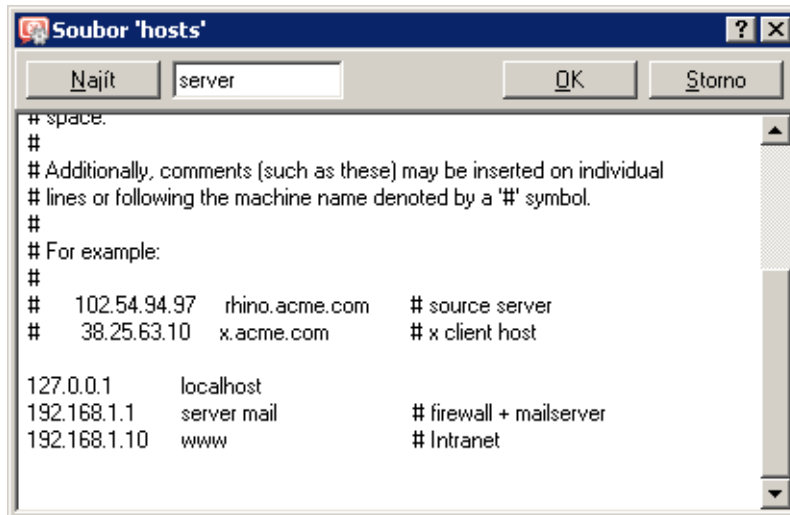 Soubor 'hosts'
Najít server OK Storno
# space.
#
# Additionally, comments (such as these) may be inserted on individual
# lines or following the machine name denoted by a '#' symbol.
#
# For example:
#
# 102.54.94.97 rhino.acme.com # source server
# 38.25.63.10 x.acme.com # x client host
127.0.0.1 localhost
192.168.1.1 server mail # firewall + mailserver
192.168.1.10 www # Intranet